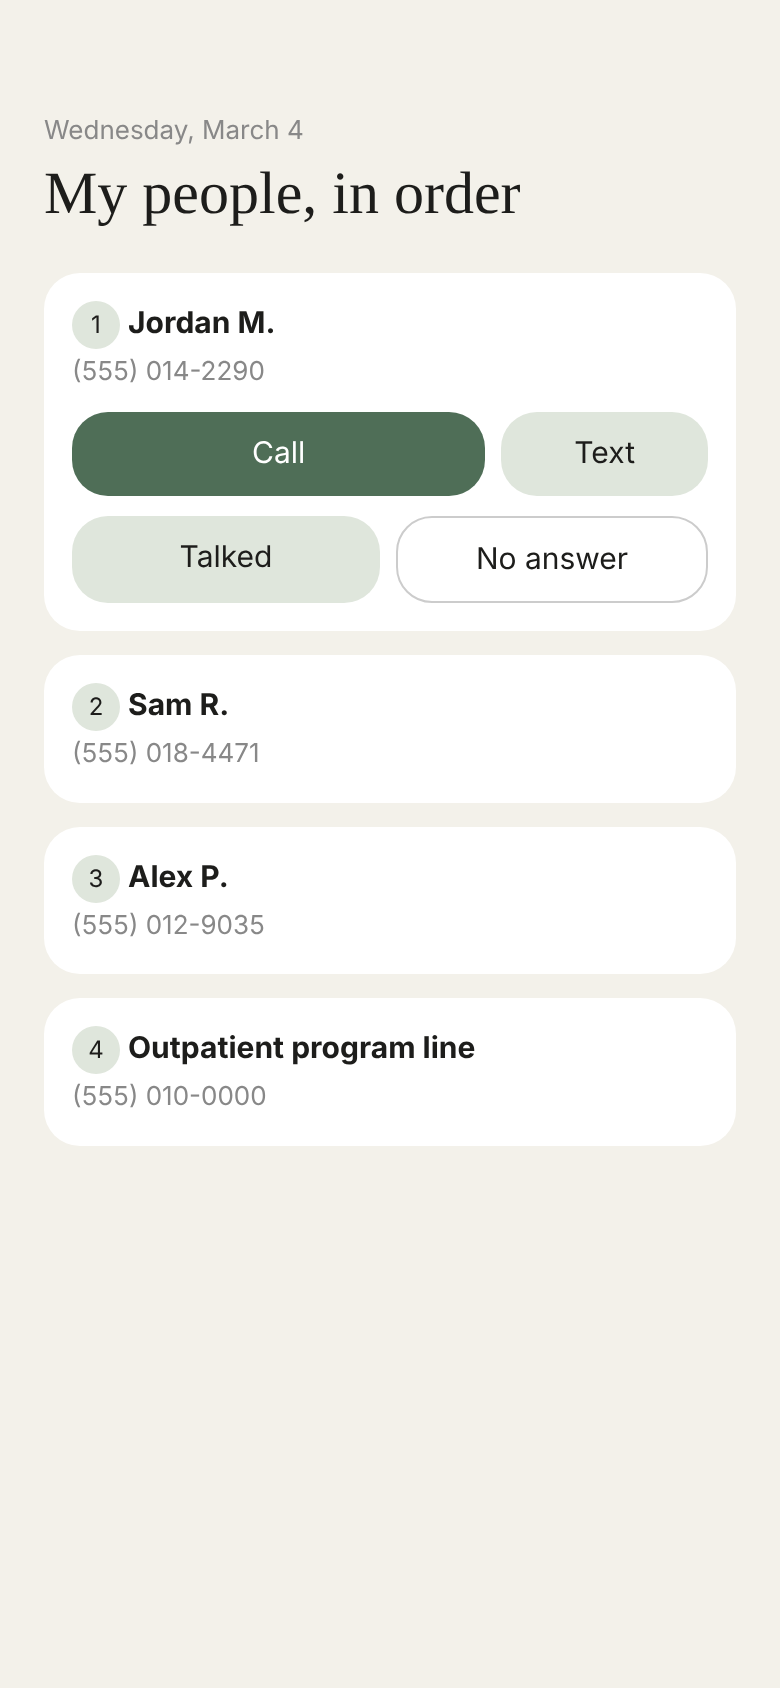 Wednesday, March 4
My people, in order
1 Jordan M.
(555) 014-2290
Call Text
Talked No answer
2 Sam R.
(555) 018-4471
3 Alex P.
(555) 012-9035
4 Outpatient program line
(555) 010-0000